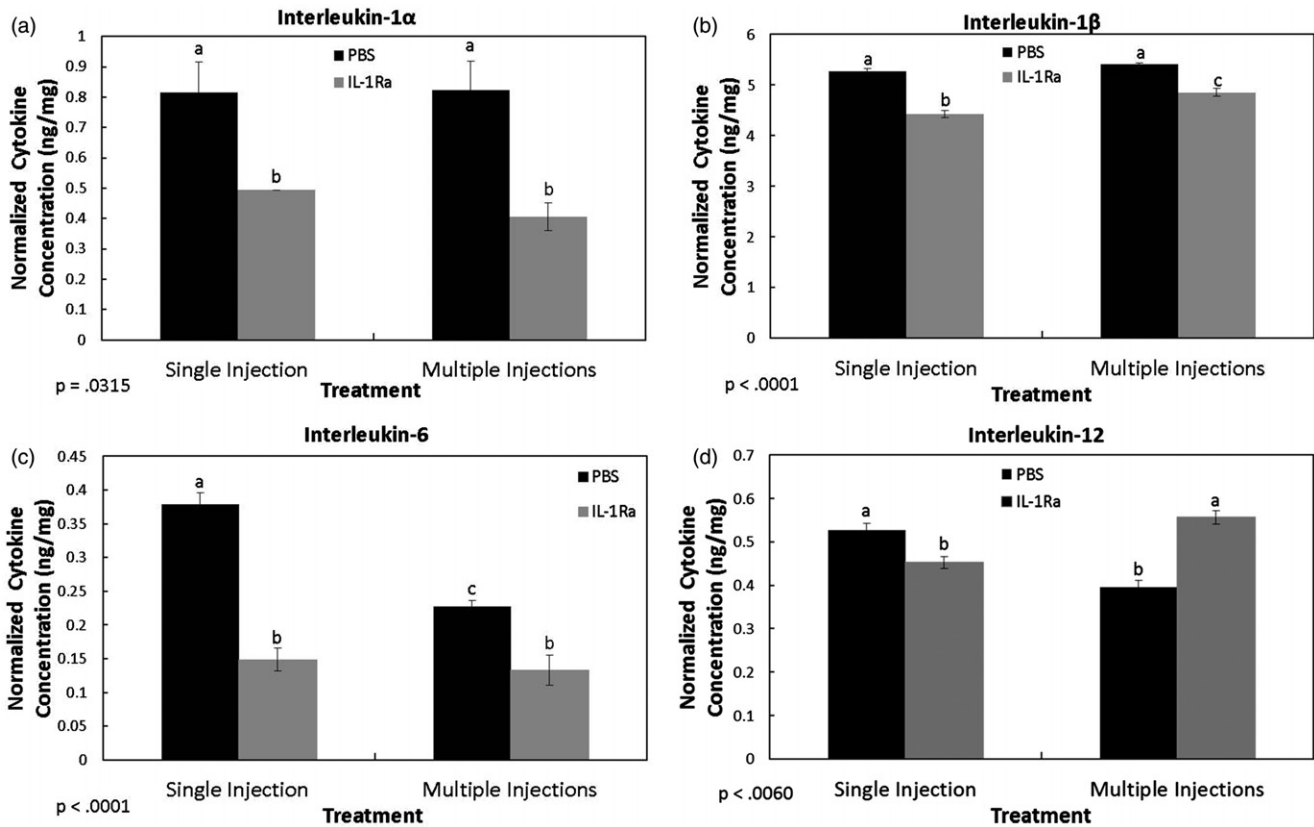 (a)
Interleukin-1α
Normalized Cytokine
Concentration (ng/mg)
1
0.9
0.8
0.7
0.6
0.5
0.4
0.3
0.2
0.1
0
PBS
IL-1Ra
a
b
a
b
Single Injection
Multiple Injections
p = .0315
Treatment
(b)
Interleukin-1β
Normalized Cytokine
Concentration (ng/mg)
6
5
4
3
2
1
0
PBS
IL-1Ra
a
b
a
c
Single Injection
Multiple Injections
p < .0001
Treatment
(c)
Interleukin-6
Normalized Cytokine
Concentration (ng/mg)
0.45
0.4
0.35
0.3
0.25
0.2
0.15
0.1
0.05
0
PBS
IL-1Ra
a
b
c
b
Single Injection
Multiple Injections
p < .0001
Treatment
(d)
Interleukin-12
Normalized Cytokine
Concentration (ng/mg)
0.7
0.6
0.5
0.4
0.3
0.2
0.1
0
PBS
IL-1Ra
a
b
b
a
Single Injection
Multiple Injections
p < .0060
Treatment